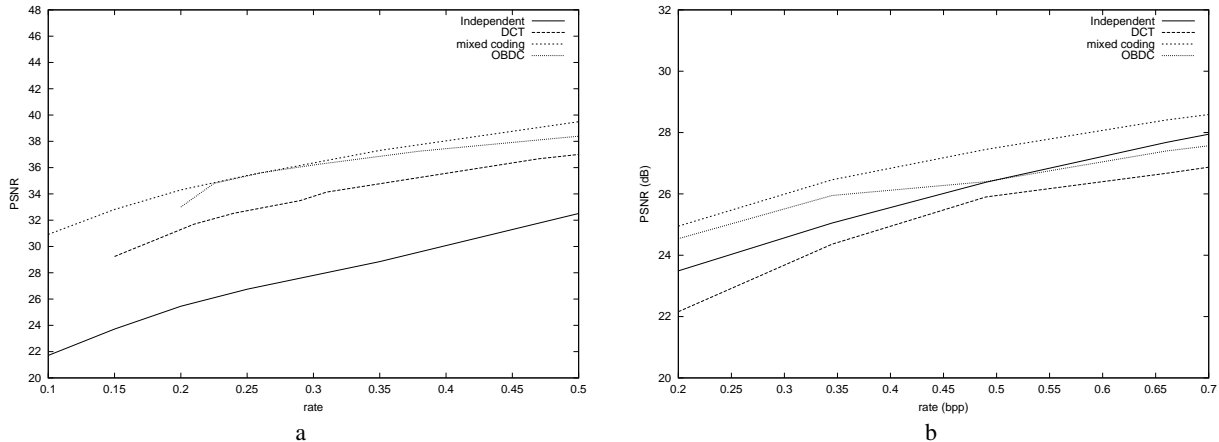 48
46
44
42
40
38
36
34
32
30
28
26
24
22
20
PSNR
0.1 0.15 0.2 0.25 0.3 0.35 0.4 0.45 0.5
rate
Independent
DCT
mixed coding
OBDC
a
32
30
28
26
24
22
20
PSNR (dB)
0.2 0.25 0.3 0.35 0.4 0.45 0.5 0.55 0.6 0.65 0.7
rate (bpp)
Independent
DCT
mixed coding
OBDC
b